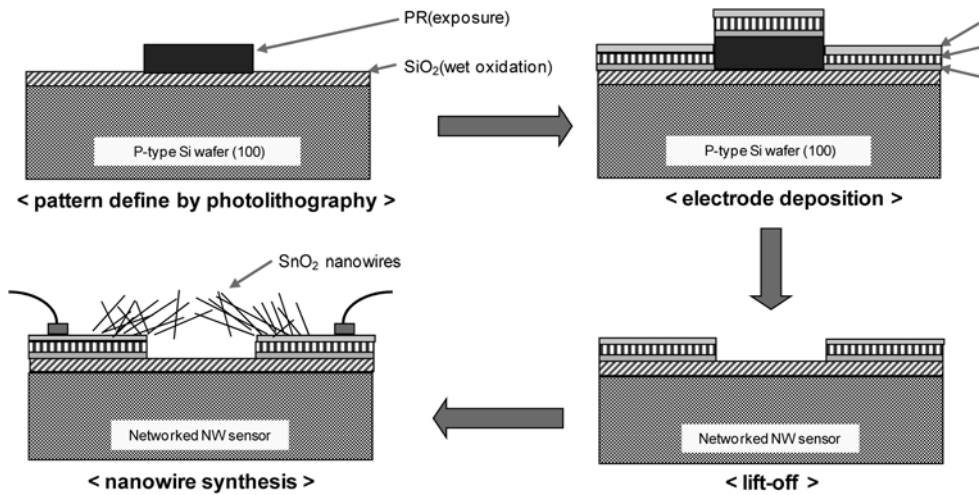 PR(exposure)
SiO₂(wet oxidation)
P-type Si wafer (100)
< pattern define by photolithography >
P-type Si wafer (100)
< electrode deposition >
SnO₂ nanowires
Networked NW sensor
< nanowire synthesis >
Networked NW sensor
< lift-off >